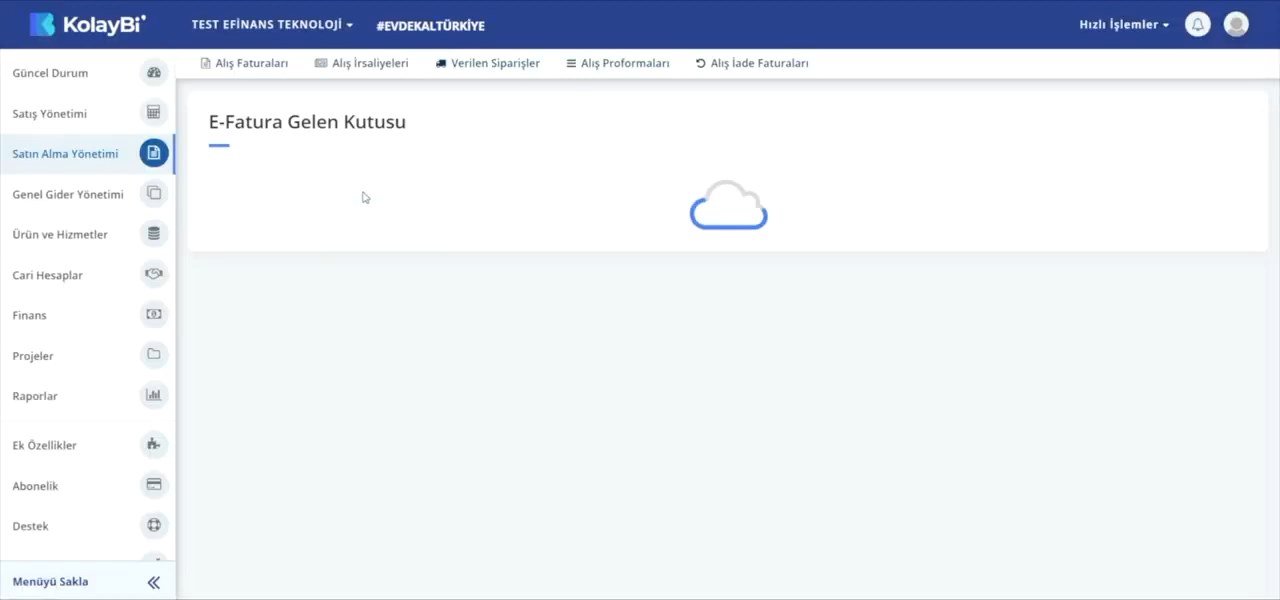 KolayBi'
TEST EFİNANS TEKNOLOJİ
#EVDEKALTÜRKİYE
Hızlı İşlemler
Alış Faturaları
Alış İrsaliyeleri
Verilen Siparişler
Alış Proformaları
Alış İade Faturaları
Güncel Durum
Satış Yönetimi
Satın Alma Yönetimi
Genel Gider Yönetimi
Ürün ve Hizmetler
Cari Hesaplar
Finans
Projeler
Raporlar
Ek Özellikler
Abonelik
Destek
Menüyü Sakla
E-Fatura Gelen Kutusu